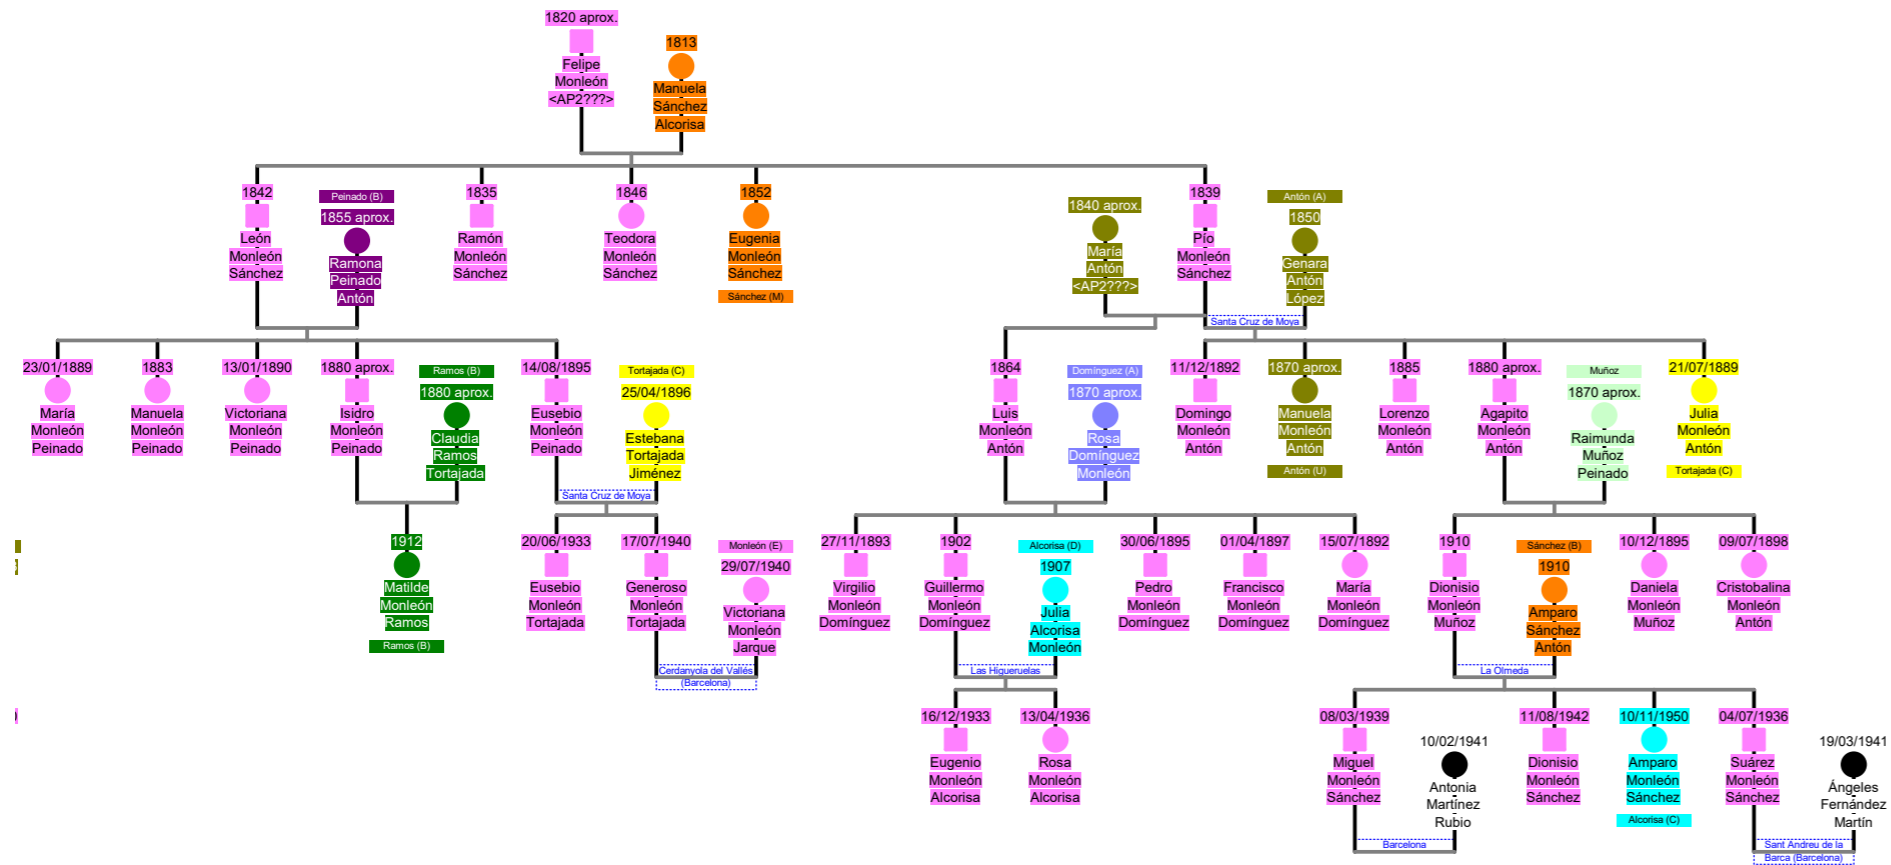 1820 aprox.
Felipe
Monleón
<AP2???>
1813
Manuela
Sánchez
Alcorisa
1842
León
Monleón
Sánchez
Peinado (B)
1855 aprox.
Ramona
Peinado
Antón
1835
Ramón
Monleón
Sánchez
1846
Teodora
Monleón
Sánchez
1852
Eugenia
Monleón
Sánchez
Sánchez (M)
1840 aprox.
María
Antón
<AP2???>
1839
Pío
Monleón
Sánchez
Antón (A)
1850
Genara
Antón
López
Santa Cruz de Moya
23/01/1889
María
Monleón
Peinado
1883
Manuela
Monleón
Peinado
13/01/1890
Victoriana
Monleón
Peinado
1880 aprox.
Isidro
Monleón
Peinado
Ramos (B)
1880 aprox.
Claudia
Ramos
Tortajada
14/08/1895
Eusebio
Monleón
Peinado
Tortajada (C)
25/04/1896
Estebana
Tortajada
Jiménez
Santa Cruz de Moya
1864
Luis
Monleón
Antón
Domínguez (A)
1870 aprox.
Rosa
Domínguez
Monleón
11/12/1892
Domingo
Monleón
Antón
1870 aprox.
Manuela
Monleón
Antón
Antón (U)
1885
Lorenzo
Monleón
Antón
1880 aprox.
Agapito
Monleón
Antón
Muñoz
1870 aprox.
Raimunda
Muñoz
Peinado
21/07/1889
Julia
Monleón
Antón
Tortajada (C)
1912
Matilde
Monleón
Ramos
Ramos (B)
20/06/1933
Eusebio
Monleón
Tortajada
17/07/1940
Generoso
Monleón
Tortajada
Monleón (E)
29/07/1940
Victoriana
Monleón
Jarque
Cerdanyola del Vallés
(Barcelona)
27/11/1893
Virgilio
Monleón
Domínguez
1902
Guillermo
Monleón
Domínguez
Alcorisa (D)
1907
Julia
Alcorisa
Monleón
Las Higueruelas
30/06/1895
Pedro
Monleón
Domínguez
01/04/1897
Francisco
Monleón
Domínguez
15/07/1892
María
Monleón
Domínguez
1910
Dionisio
Monleón
Muñoz
Sánchez (B)
1910
Amparo
Sánchez
Antón
La Olmeda
10/12/1895
Daniela
Monleón
Muñoz
09/07/1898
Cristobalina
Monleón
Antón
16/12/1933
Eugenio
Monleón
Alcorisa
13/04/1936
Rosa
Monleón
Alcorisa
08/03/1939
Miguel
Monleón
Sánchez
10/02/1941
Antonia
Martínez
Rubio
Barcelona
11/08/1942
Dionisio
Monleón
Sánchez
10/11/1950
Amparo
Monleón
Sánchez
Alcorisa (C)
04/07/1936
Suárez
Monleón
Sánchez
19/03/1941
Ángeles
Fernández
Martín
Sant Andreu de la
Barca (Barcelona)